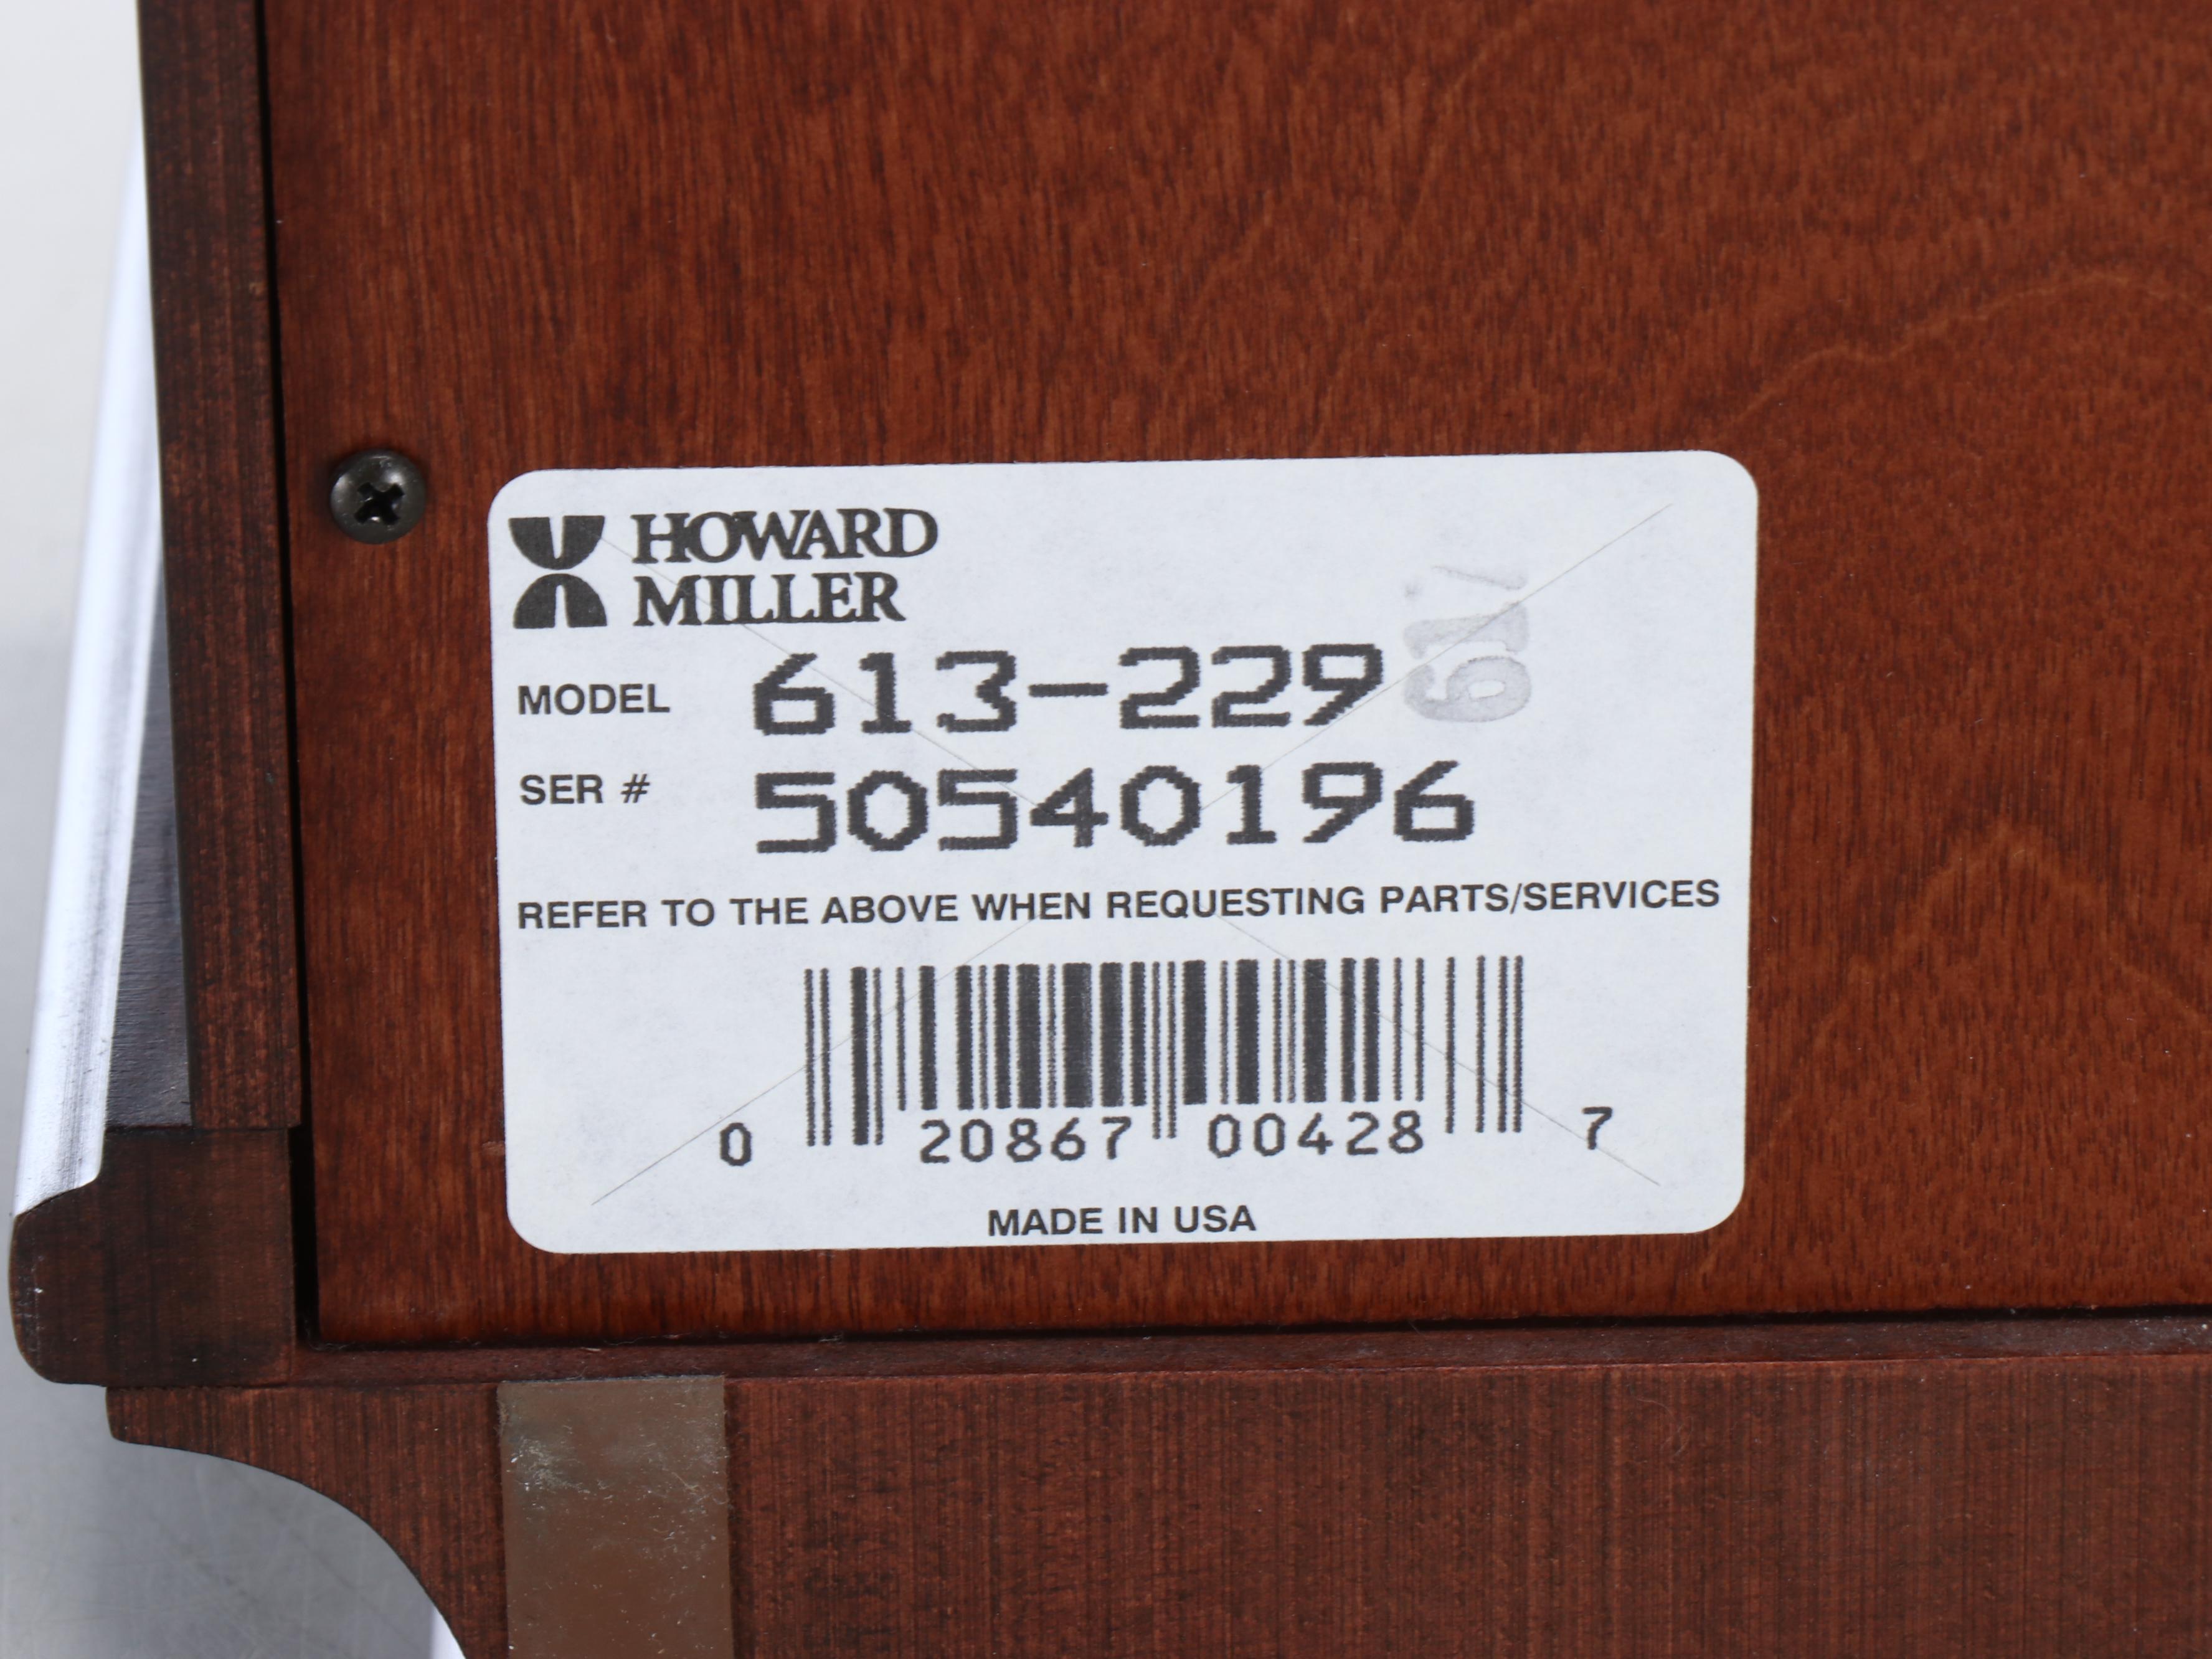 HOWARD
MILLER
MODEL 613-229
SER # 50540196
REFER TO THE ABOVE WHEN REQUESTING PARTS/SERVICES
0 20867 00428 7
MADE IN USA